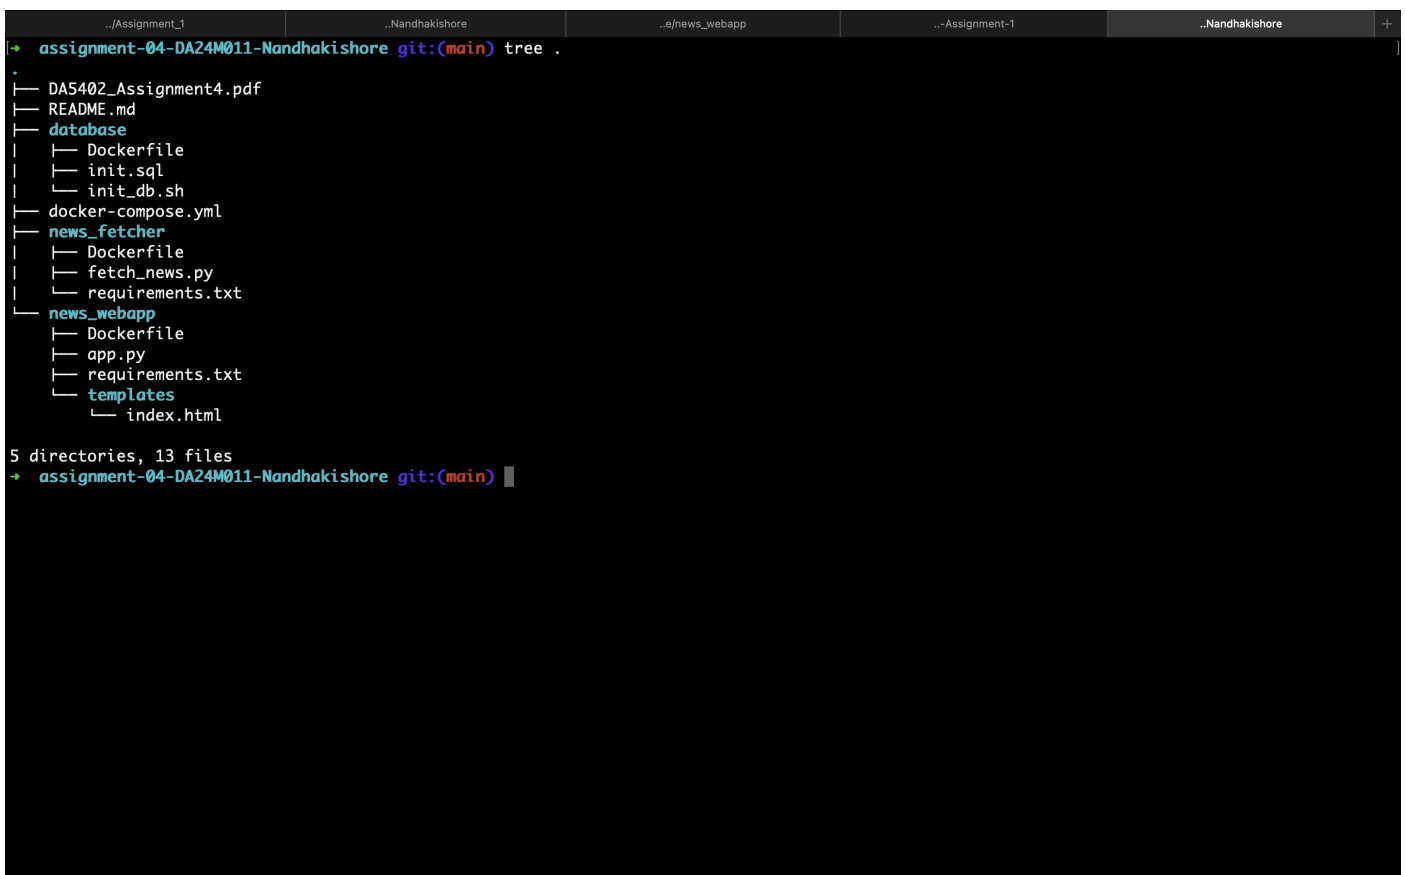 ../Assignment_1 ..Nandhakishore ..e/news_webapp ..-Assignment-1 ..Nandhakishore +
[➜  assignment-04-DA24M011-Nandhakishore git:(main) tree . ]
.
├── DA5402_Assignment4.pdf
├── README.md
├── database
│   ├── Dockerfile
│   ├── init.sql
│   └── init_db.sh
├── docker-compose.yml
├── news_fetcher
│   ├── Dockerfile
│   ├── fetch_news.py
│   └── requirements.txt
└── news_webapp
    ├── Dockerfile
    ├── app.py
    ├── requirements.txt
    └── templates
        └── index.html
5 directories, 13 files
➜  assignment-04-DA24M011-Nandhakishore git:(main)